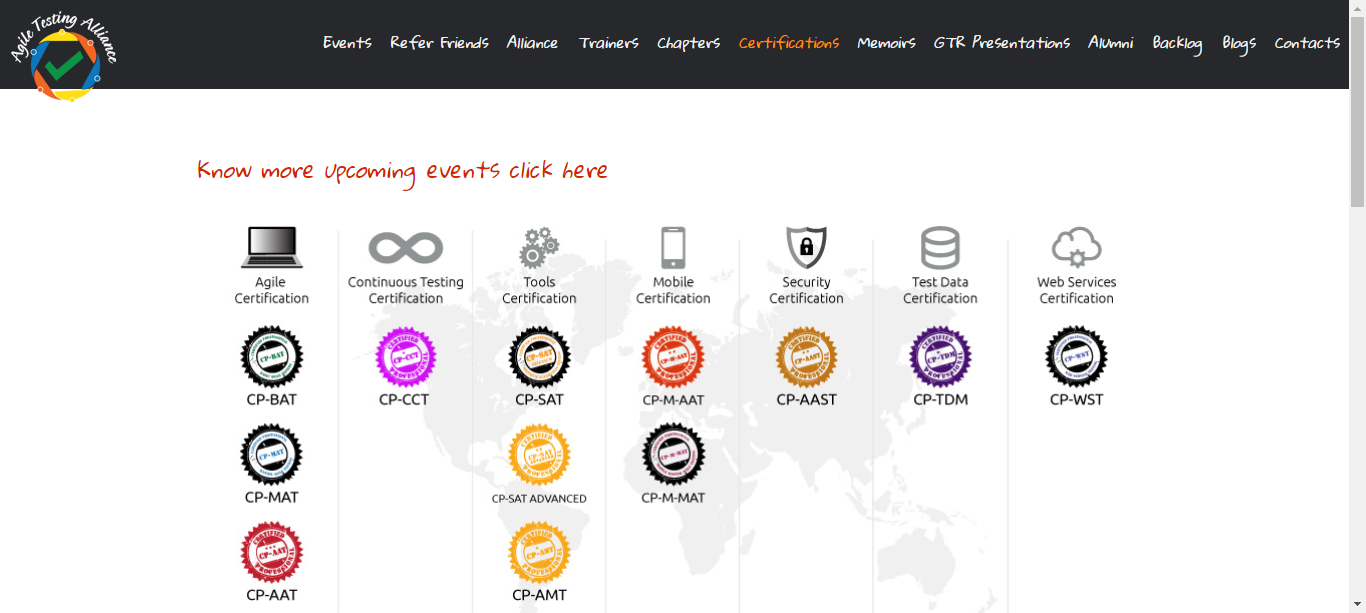 Agile Testing Alliance
Events Refer Friends Alliance Trainers Chapters Certifications Memoirs GTR Presentations Alumni Backlog Blogs Contacts
Know more upcoming events click here
Agile
Certification
Continuous Testing
Certification
Tools
Certification
Mobile
Certification
Security
Certification
Test Data
Certification
Web Services
Certification
CP-BAT
CP-CCT
CP-SAT
CP-M-AAT
CP-AAST
CP-TDM
CP-WST
CP-MAT
CP-SAT ADVANCED
CP-M-MAT
CP-AAT
CP-AMT